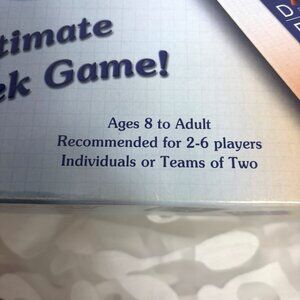 timate
ek Game!
Ages 8 to Adult
Recommended for 2-6 players
Individuals or Teams of Two